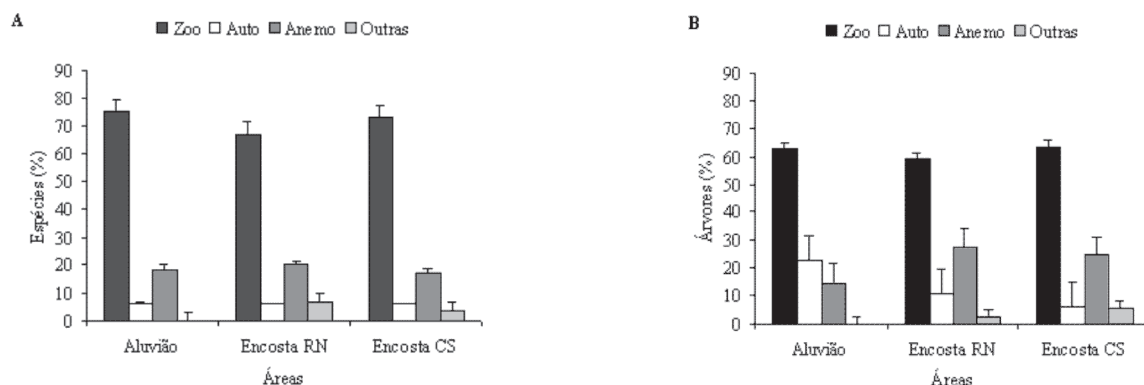 A
Zoo Auto Anemo Outras
90
80
70
60
50
40
30
20
10
0
Espécies (%)
Aluvião Encosta RN Encosta CS
Áreas
B
Zoo Auto Anemo Outras
90
80
70
60
50
40
30
20
10
0
Árvores (%)
Aluvião Encosta RN Encosta CS
Áreas